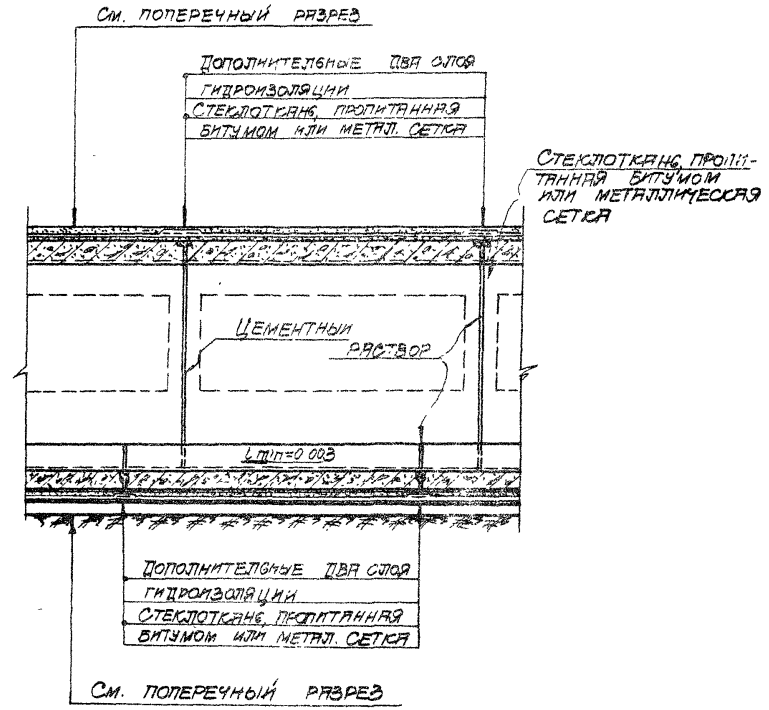 См. ПОПЕРЕЧНЫЙ РАЗРЕЗ
ДОПОЛНИТЕЛЬНЫЕ ДВА СЛОЯ
ГИДРОИЗОЛЯЦИИ
СТЕКЛОТКАНЬ, ПРОПИТАННАЯ
БИТУМОМ ИЛИ МЕТАЛ. СЕТКА
СТЕКЛОТКАНЬ, ПРОПИ-
ТАННАЯ БИТУМОМ
ИЛИ МЕТАЛЛИЧЕСКАЯ
СЕТКА
ЦЕМЕНТНЫЙ
РАСТВОР
i min=0.003
ДОПОЛНИТЕЛЬНЫЕ ДВА СЛОЯ
ГИДРОИЗОЛЯЦИИ
СТЕКЛОТКАНЬ, ПРОПИТАННАЯ
БИТУМОМ ИЛИ МЕТАЛ. СЕТКА
См. ПОПЕРЕЧНЫЙ РАЗРЕЗ